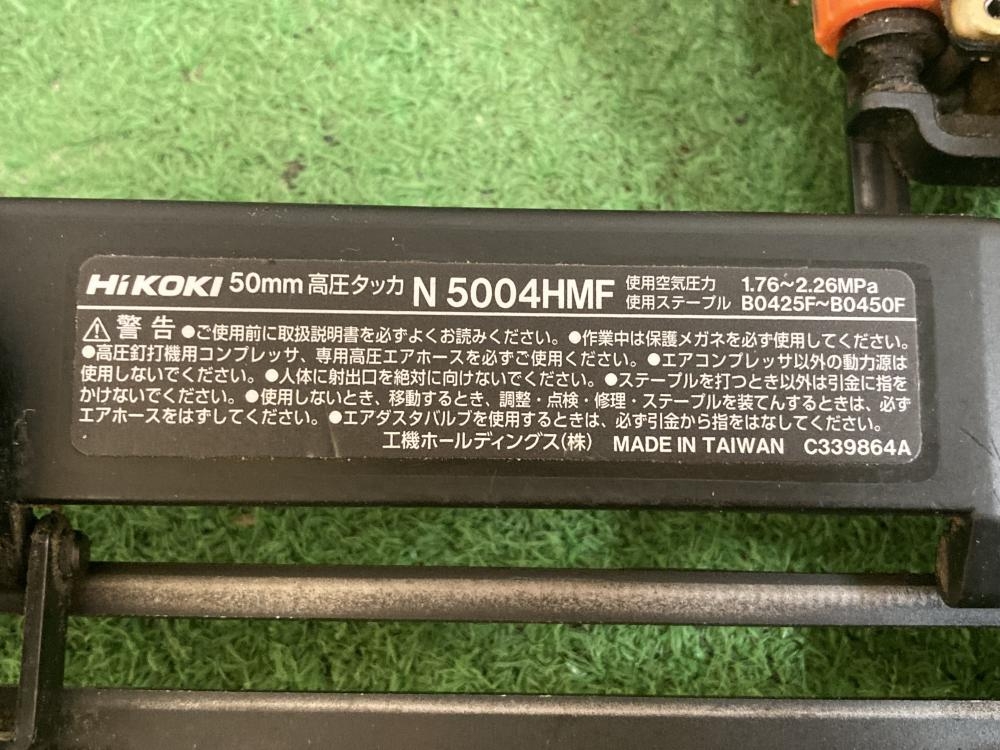 HiKOKI 50mm 高圧タッカ N 5004HMF 使用空気圧力 1.76~2.26MPa
使用ステープル B0425F~B0450F
⚠警告 ●ご使用前に取扱説明書を必ずよくお読みください。●作業中は保護メガネを必ず使用してください。
●高圧釘打機用コンプレッサ、専用高圧エアホースを必ずご使用ください。●エアコンプレッサ以外の動力源は
使用しないでください。●人体に射出口を絶対に向けないでください。●ステープルを打つとき以外は引金に指を
かけないでください。●使用しないとき、移動するとき、調整・点検・修理・ステープルを装てんするときは、必ず
エアホースをはずしてください。●エアダスタバルブを使用するときは、必ず引金から指をはなしてください。
工機ホールディングス(株) MADE IN TAIWAN C339864A